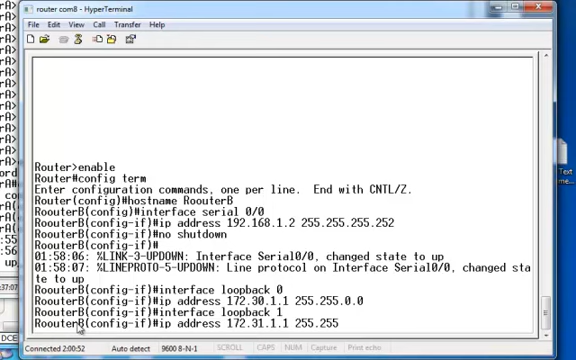 router com8 - HyperTerminal
File Edit View Call Transfer Help
Router>enable
Router#config term
Enter configuration commands, one per line.  End with CNTL/Z.
Router(config)#hostname RoouterB
RoouterB(config)#interface serial 0/0
RoouterB(config-if)#ip address 192.168.1.2 255.255.255.252
RoouterB(config-if)#no shutdown
RoouterB(config-if)#
01:58:06: %LINK-3-UPDOWN: Interface Serial0/0, changed state to up
01:58:07: %LINEPROTO-5-UPDOWN: Line protocol on Interface Serial0/0, changed sta
te to up
RoouterB(config-if)#interface loopback 0
RoouterB(config-if)#ip address 172.30.1.1 255.255.0.0
RoouterB(config-if)#interface loopback 1
RoouterB(config-if)#ip address 172.31.1.1 255.255
Connected 2:00:52 Auto detect 9600 8-N-1 SCROLL CAPS NUM Capture Print echo
Text